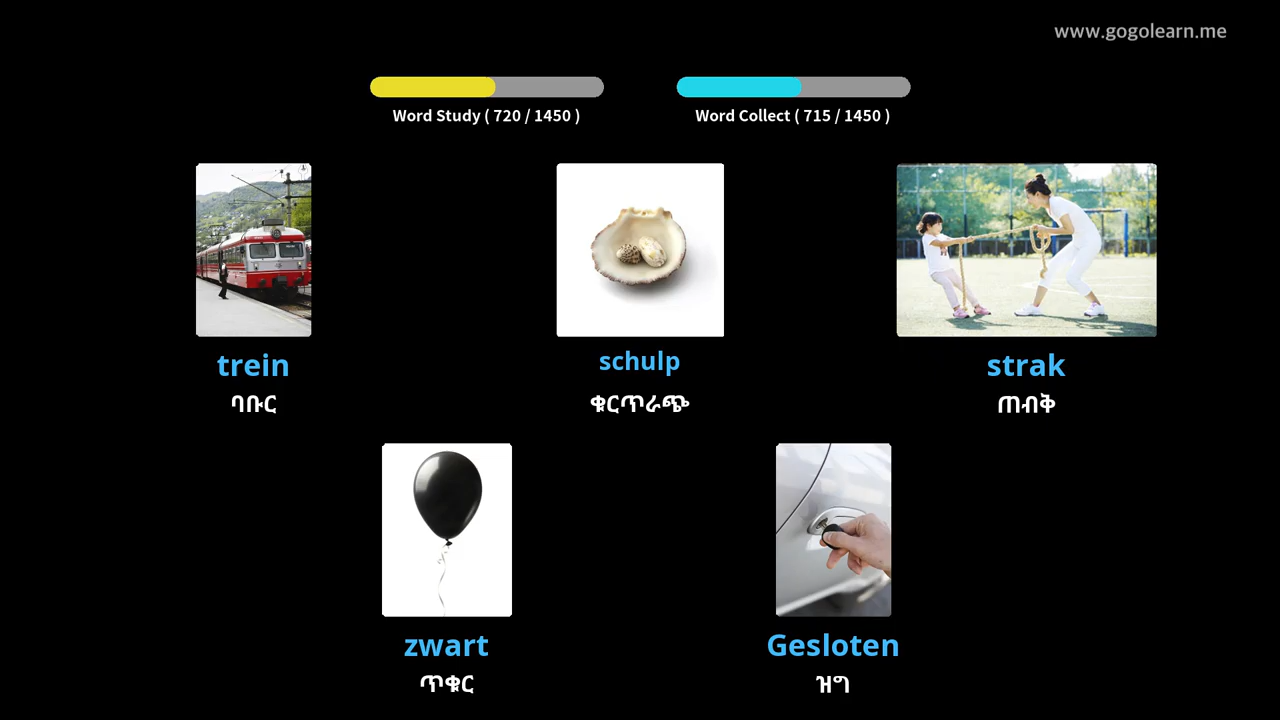 www.gogolearn.me
Word Study ( 720 / 1450 )
Word Collect ( 715 / 1450 )
trein
ባቡር
schulp
ቁርጥራጭ
strak
ጠብቅ
zwart
ጥቁር
Gesloten
ዝግ